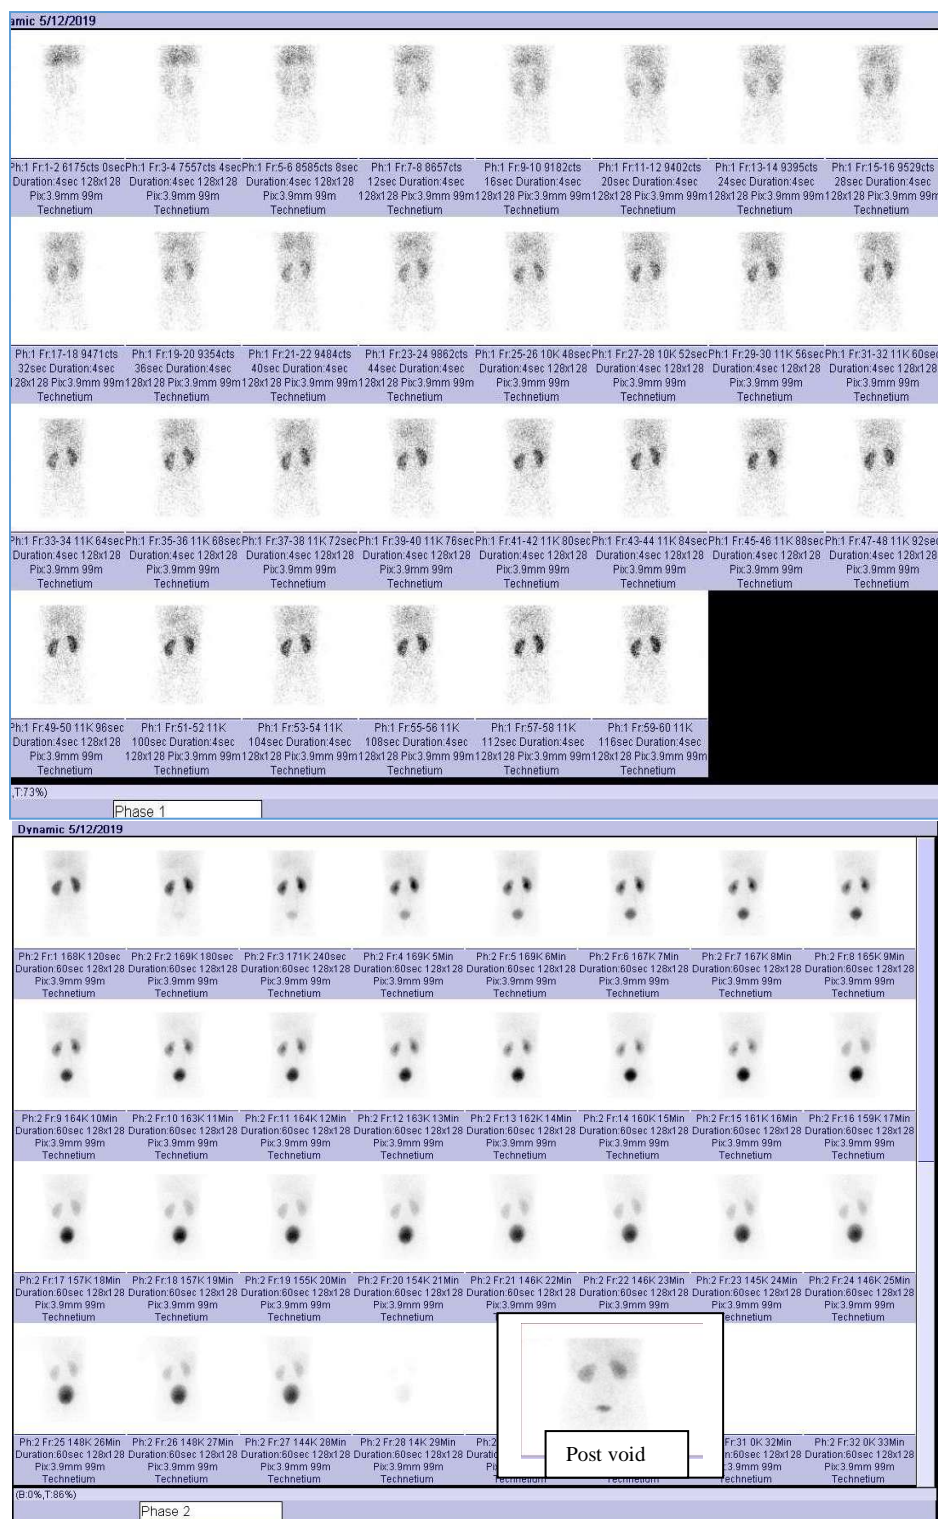 amic 5/12/2019
Ph:1 Fr:1-2 6175cts 0sec Ph:1 Fr:3-4 7557cts 4sec Ph:1 Fr:5-6 8585cts 8sec Ph:1 Fr:7-8 8657cts Ph:1 Fr:9-10 9182cts Ph:1 Fr:11-12 9402cts Ph:1 Fr:13-14 9395cts Ph:1 Fr:15-16 9529cts
Duration:4sec 128x128 Duration:4sec 128x128 Duration:4sec 128x128 12sec Duration:4sec 16sec Duration:4sec 20sec Duration:4sec 24sec Duration:4sec 28sec Duration:4sec
Pix:3.9mm 99m Pix:3.9mm 99m Pix:3.9mm 99m 128x128 Pix:3.9mm 99m 128x128 Pix:3.9mm 99m 128x128 Pix:3.9mm 99m 128x128 Pix:3.9mm 99m 128x128 Pix:3.9mm 99m
Technetium Technetium Technetium Technetium Technetium Technetium Technetium Technetium
Ph:1 Fr:17-18 9471cts Ph:1 Fr:19-20 9354cts Ph:1 Fr:21-22 9484cts Ph:1 Fr:23-24 9862cts Ph:1 Fr:25-26 10K 48sec Ph:1 Fr:27-28 10K 52sec Ph:1 Fr:29-30 11K 56sec Ph:1 Fr:31-32 11K 60sec
32sec Duration:4sec 36sec Duration:4sec 40sec Duration:4sec 44sec Duration:4sec Duration:4sec 128x128 Duration:4sec 128x128 Duration:4sec 128x128 Duration:4sec 128x128
128x128 Pix:3.9mm 99m 128x128 Pix:3.9mm 99m 128x128 Pix:3.9mm 99m 128x128 Pix:3.9mm 99m Pix:3.9mm 99m Pix:3.9mm 99m Pix:3.9mm 99m Pix:3.9mm 99m
Technetium Technetium Technetium Technetium Technetium Technetium Technetium Technetium
Ph:1 Fr:33-34 11K 64sec Ph:1 Fr:35-36 11K 68sec Ph:1 Fr:37-38 11K 72sec Ph:1 Fr:39-40 11K 76sec Ph:1 Fr:41-42 11K 80sec Ph:1 Fr:43-44 11K 84sec Ph:1 Fr:45-46 11K 88sec Ph:1 Fr:47-48 11K 92sec
Duration:4sec 128x128 Duration:4sec 128x128 Duration:4sec 128x128 Duration:4sec 128x128 Duration:4sec 128x128 Duration:4sec 128x128 Duration:4sec 128x128 Duration:4sec 128x128
Pix:3.9mm 99m Pix:3.9mm 99m Pix:3.9mm 99m Pix:3.9mm 99m Pix:3.9mm 99m Pix:3.9mm 99m Pix:3.9mm 99m Pix:3.9mm 99m
Technetium Technetium Technetium Technetium Technetium Technetium Technetium Technetium
Ph:1 Fr:49-50 11K 96sec Ph:1 Fr:51-52 11K Ph:1 Fr:53-54 11K Ph:1 Fr:55-56 11K Ph:1 Fr:57-58 11K Ph:1 Fr:59-60 11K
Duration:4sec 128x128 100sec Duration:4sec 104sec Duration:4sec 108sec Duration:4sec 112sec Duration:4sec 116sec Duration:4sec
Pix:3.9mm 99m 128x128 Pix:3.9mm 99m 128x128 Pix:3.9mm 99m 128x128 Pix:3.9mm 99m 128x128 Pix:3.9mm 99m 128x128 Pix:3.9mm 99m
Technetium Technetium Technetium Technetium Technetium Technetium
,T:73%)
Phase 1
Dynamic 5/12/2019
Ph:2 Fr:1 168K 120sec Ph:2 Fr:2 169K 180sec Ph:2 Fr:3 171K 240sec Ph:2 Fr:4 169K 5Min Ph:2 Fr:5 169K 6Min Ph:2 Fr:6 167K 7Min Ph:2 Fr:7 167K 8Min Ph:2 Fr:8 165K 9Min
Duration:60sec 128x128 Duration:60sec 128x128 Duration:60sec 128x128 Duration:60sec 128x128 Duration:60sec 128x128 Duration:60sec 128x128 Duration:60sec 128x128 Duration:60sec 128x128
Pix:3.9mm 99m Pix:3.9mm 99m Pix:3.9mm 99m Pix:3.9mm 99m Pix:3.9mm 99m Pix:3.9mm 99m Pix:3.9mm 99m Pix:3.9mm 99m
Technetium Technetium Technetium Technetium Technetium Technetium Technetium Technetium
Ph:2 Fr:9 164K 10Min Ph:2 Fr:10 163K 11Min Ph:2 Fr:11 164K 12Min Ph:2 Fr:12 163K 13Min Ph:2 Fr:13 162K 14Min Ph:2 Fr:14 160K 15Min Ph:2 Fr:15 161K 16Min Ph:2 Fr:16 159K 17Min
Duration:60sec 128x128 Duration:60sec 128x128 Duration:60sec 128x128 Duration:60sec 128x128 Duration:60sec 128x128 Duration:60sec 128x128 Duration:60sec 128x128 Duration:60sec 128x128
Pix:3.9mm 99m Pix:3.9mm 99m Pix:3.9mm 99m Pix:3.9mm 99m Pix:3.9mm 99m Pix:3.9mm 99m Pix:3.9mm 99m Pix:3.9mm 99m
Technetium Technetium Technetium Technetium Technetium Technetium Technetium Technetium
Ph:2 Fr:17 157K 18Min Ph:2 Fr:18 157K 19Min Ph:2 Fr:19 155K 20Min Ph:2 Fr:20 154K 21Min Ph:2 Fr:21 146K 22Min Ph:2 Fr:22 146K 23Min Ph:2 Fr:23 145K 24Min Ph:2 Fr:24 146K 25Min
Duration:60sec 128x128 Duration:60sec 128x128 Duration:60sec 128x128 Duration:60sec 128x128 Duration:60sec 128x128 Duration:60sec 128x128 Duration:60sec 128x128 Duration:60sec 128x128
Pix:3.9mm 99m Pix:3.9mm 99m Pix:3.9mm 99m Pix:3.9mm 99m Pix:3.9mm 99m Pix:3.9mm 99m Pix:3.9mm 99m Pix:3.9mm 99m
Technetium Technetium Technetium Technetium echnetium Technetium
Ph:2 Fr:25 148K 26Min Ph:2 Fr:26 148K 27Min Ph:2 Fr:27 144K 28Min Ph:2 Fr:28 14K 29Min Ph:2 Fr:31 0K 32Min Ph:2 Fr:32 0K 33Min
Duration:60sec 128x128 Duration:60sec 128x128 Duration:60sec 128x128 Duration:60sec 128x128 :60sec 128x128 Duration:60sec 128x128
Pix:3.9mm 99m Pix:3.9mm 99m Pix:3.9mm 99m Pix:3.9mm 99m 3.9mm 99m Pix:3.9mm 99m
Technetium Technetium Technetium Technetium echnetium Technetium
Post void
(B:0%,T:86%)
Phase 2